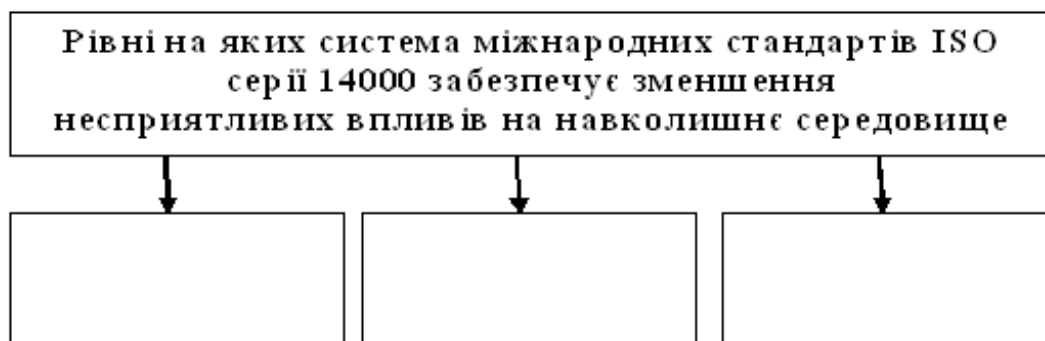 Рівні на яких система міжнародних стандартів ISO
серії 14000 забезпечує зменшення
несприятливих впливів на навколишнє середовище